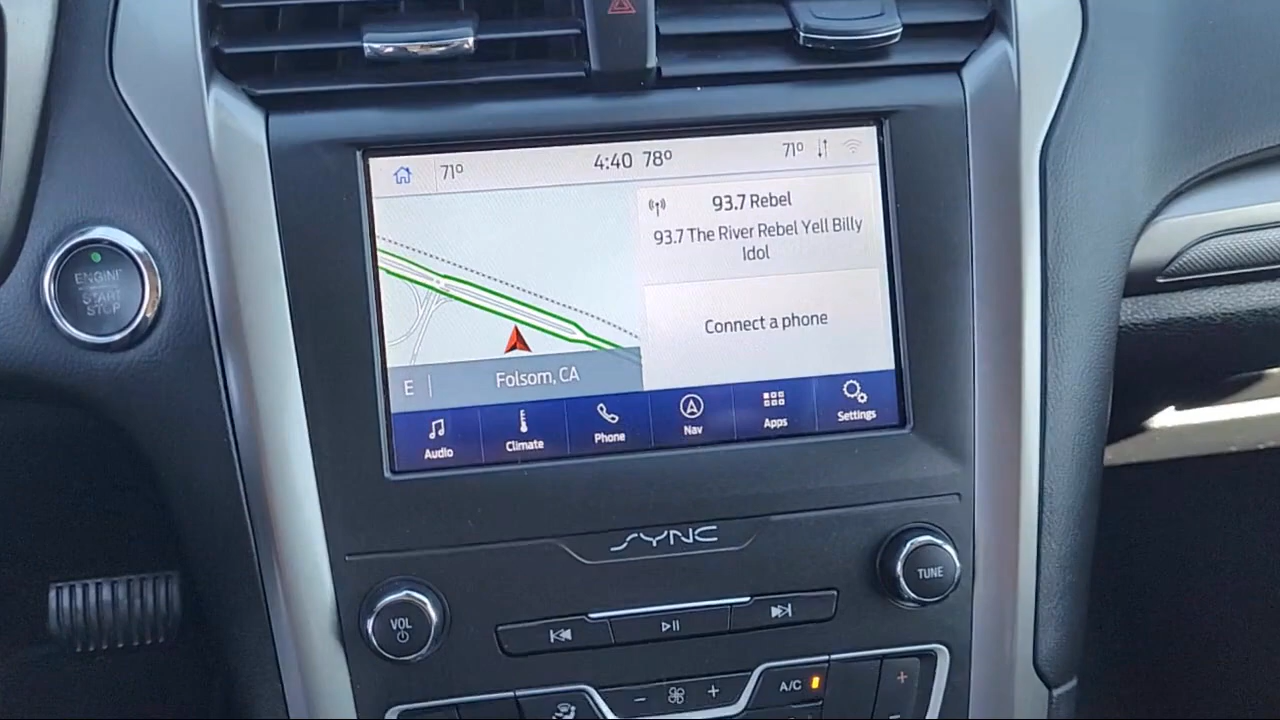 71° 4:40 78° 71°
93.7 Rebel
93.7 The River Rebel Yell Billy
Idol
Connect a phone
E Folsom, CA
Audio Climate Phone Nav Apps Settings
ENGINE
START
STOP
SYNC
VOL
TUNE
A/C